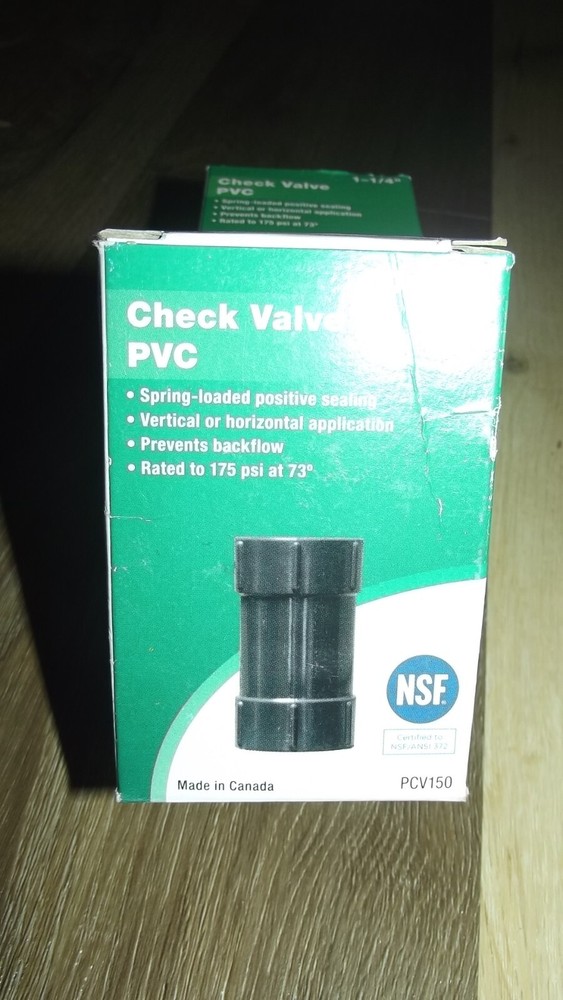 Check Valve 1-1/4"
PVC
• Spring-loaded positive sealing
• Vertical or horizontal application
• Prevents backflow
• Rated to 175 psi at 73°
Check Valve
PVC
• Spring-loaded positive sealing
• Vertical or horizontal application
• Prevents backflow
• Rated to 175 psi at 73º
NSF
Certified to
NSF/ANSI 372
Made in Canada PCV150